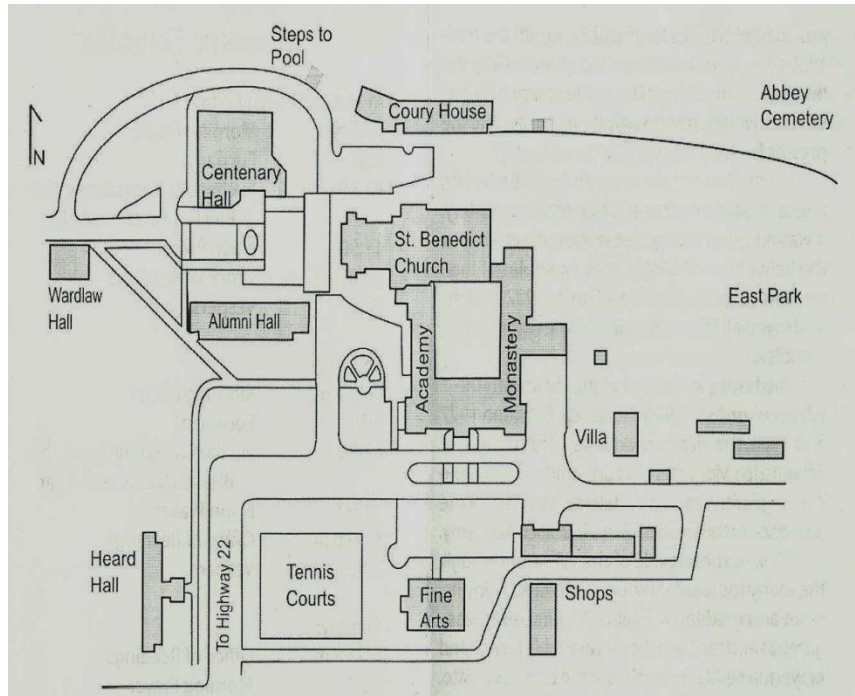 Steps to
Pool
Coury House
Abbey
Cemetery
N
Centenary
Hall
St. Benedict
Church
Wardlaw
Hall
Alumni Hall
East Park
Academy
Monastery
Villa
Heard
Hall
To Highway 22
Tennis
Courts
Fine
Arts
Shops